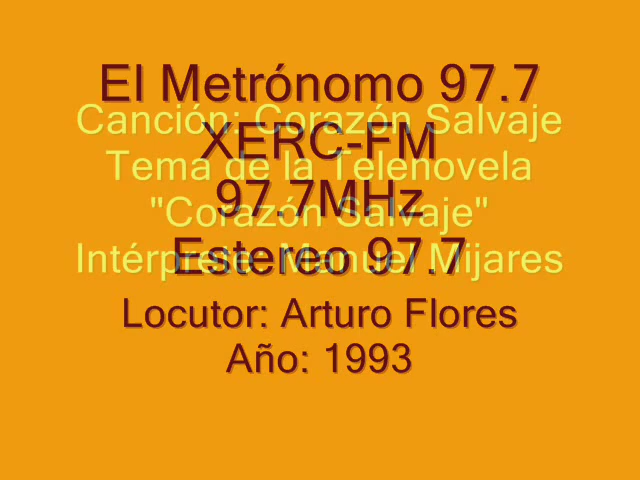 El Metrónomo 97.7
Canción: Corazón Salvaje
XERC-FM
Tema de la Telenovela
97.7MHz
"Corazón Salvaje"
Estereo 97.7
Intérprete: Manuel Mijares
Locutor: Arturo Flores
Año: 1993